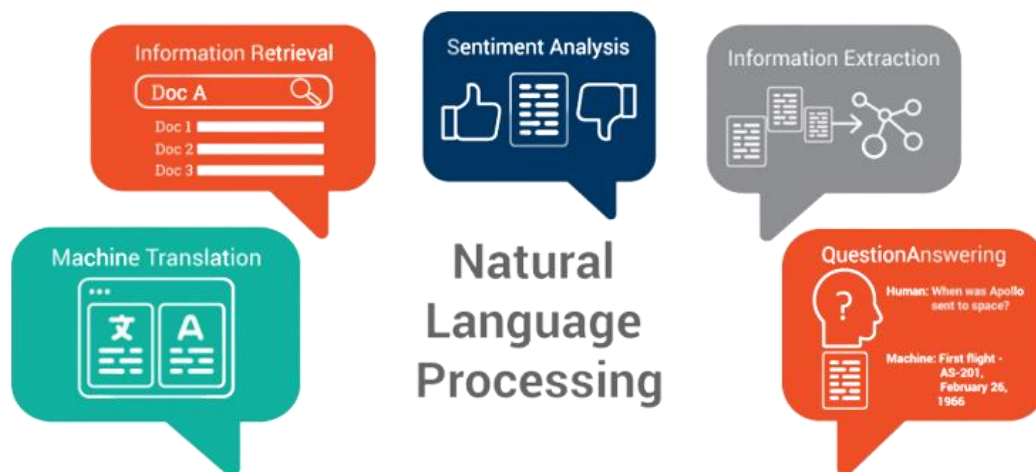 Information Retrieval
Doc A
Doc 1
Doc 2
Doc 3
Sentiment Analysis
Information Extraction
Machine Translation
文 A
Natural
Language
Processing
QuestionAnswering
?
Human: When was Apollo
sent to space?
Machine: First flight -
AS-201,
February 26,
1966